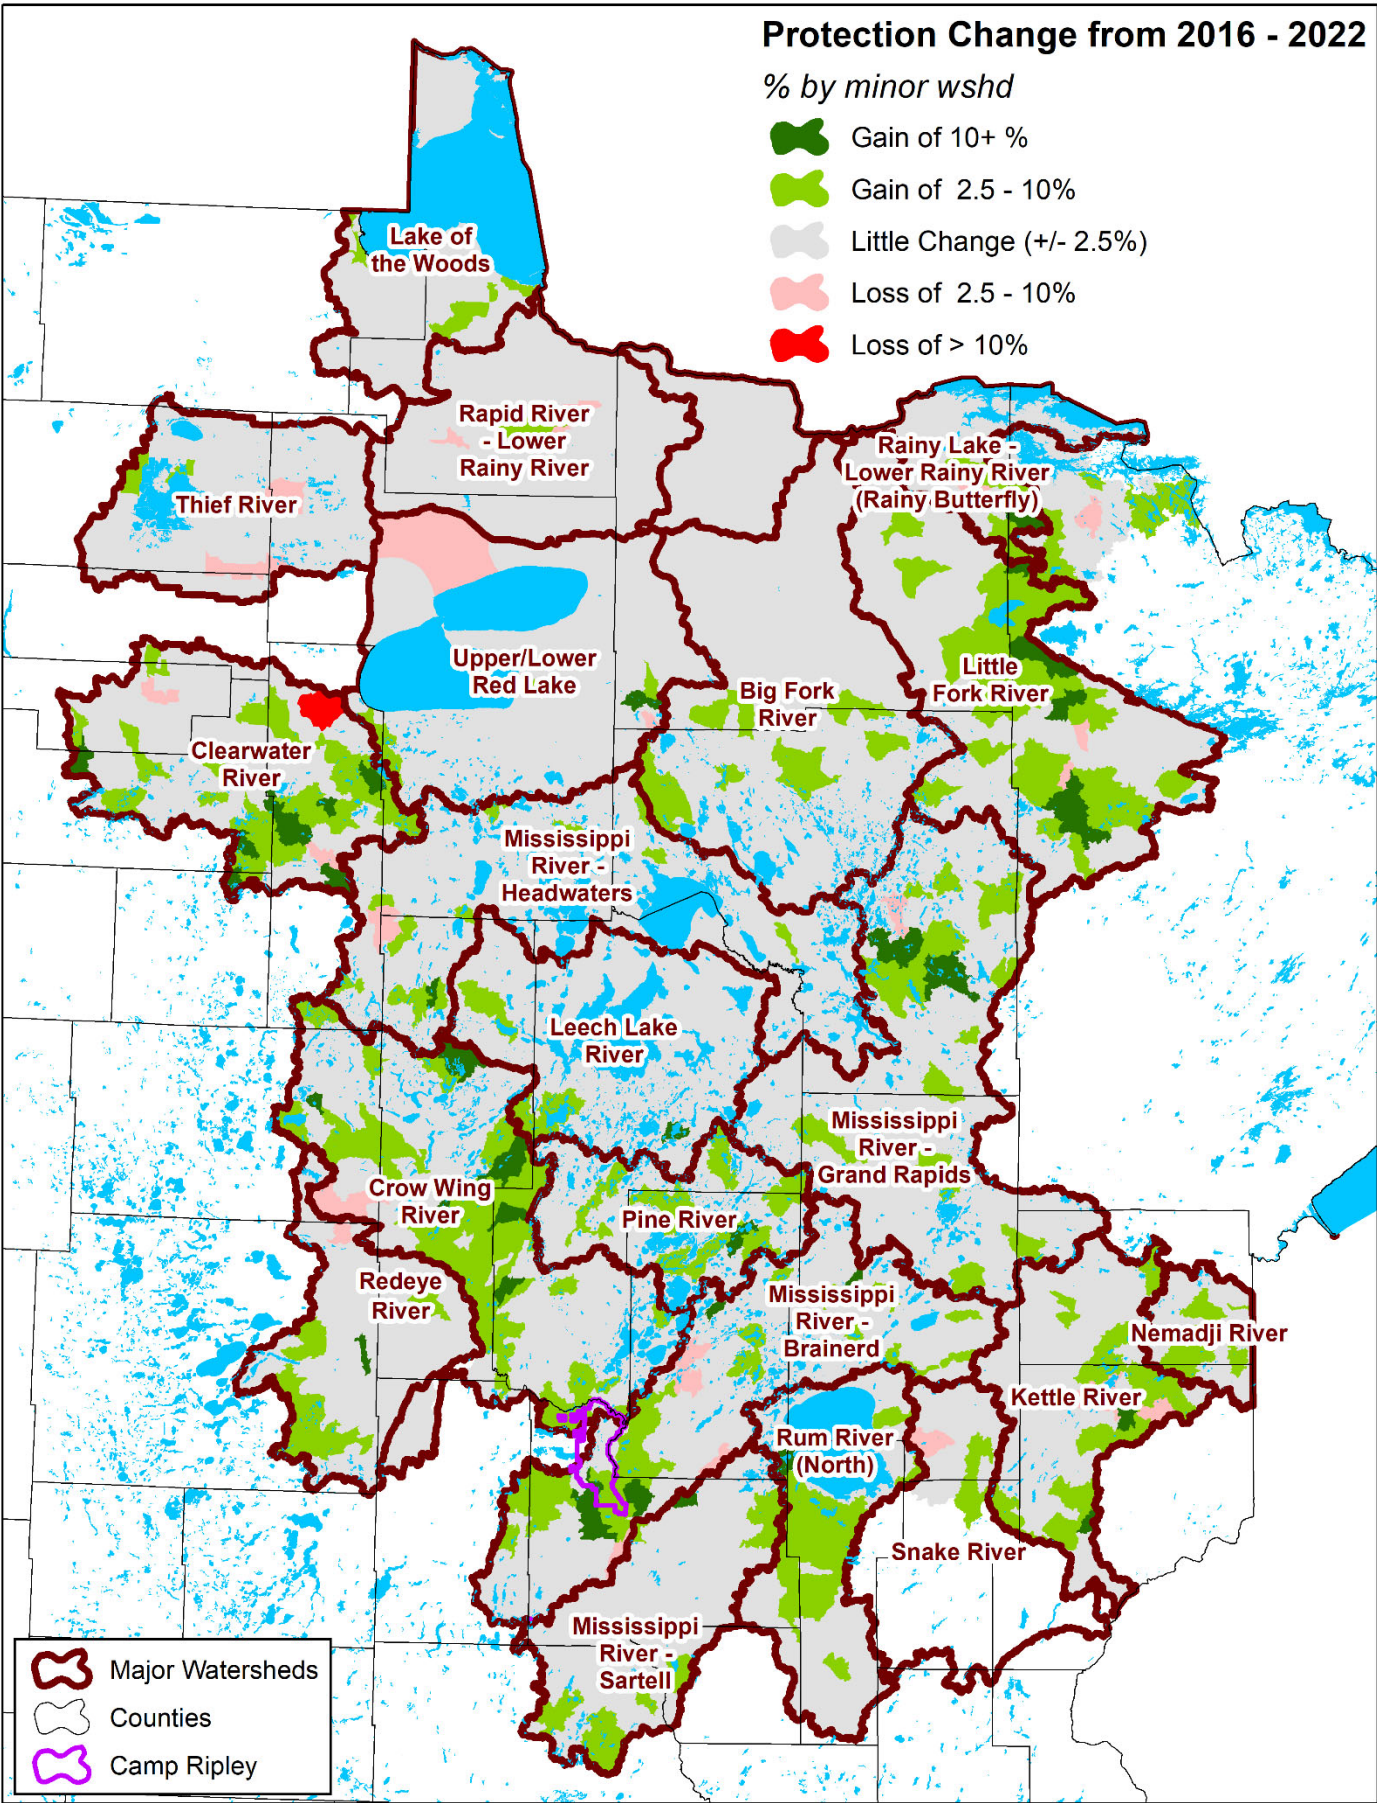 Protection Change from 2016 - 2022
% by minor wshd
Gain of 10+ %
Gain of 2.5 - 10%
Little Change (+/- 2.5%)
Loss of 2.5 - 10%
Loss of > 10%
Lake of
the Woods
Rapid River
- Lower
Rainy River
Rainy Lake -
Lower Rainy River
(Rainy Butterfly)
Thief River
Upper/Lower
Red Lake
Big Fork
River
Little
Fork River
Clearwater
River
Mississippi
River -
Headwaters
Leech Lake
River
Mississippi
River -
Grand Rapids
Crow Wing
River
Pine River
Redeye
River
Mississippi
River -
Brainerd
Nemadji River
Kettle River
Rum River
(North)
Snake River
Mississippi
River -
Sartell
Major Watersheds
Counties
Camp Ripley